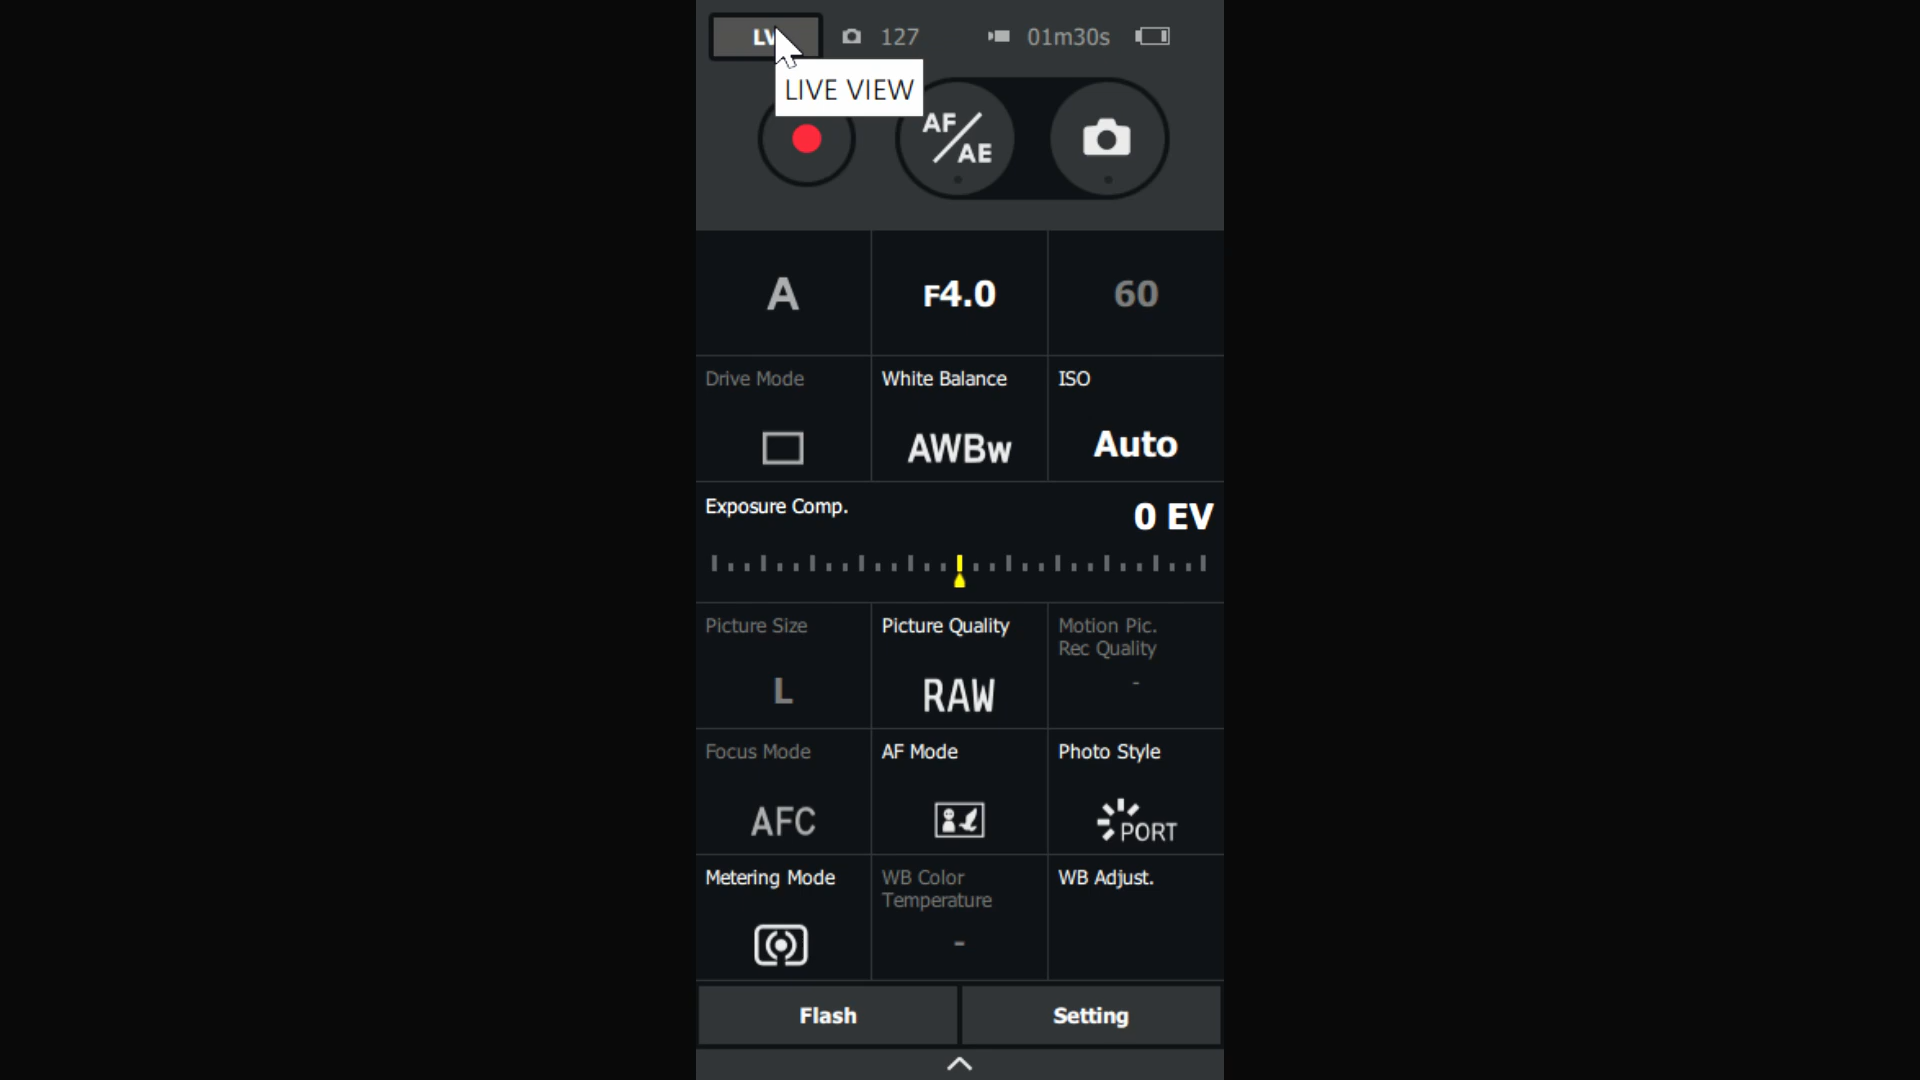 LV
127
01m30s
LIVE VIEW
AF/AE
A
F4.0
60
Drive Mode
White Balance
ISO
AWBw
Auto
Exposure Comp.
0 EV
Picture Size
Picture Quality
Motion Pic.
Rec Quality
L
RAW
-
Focus Mode
AF Mode
Photo Style
AFC
PORT
Metering Mode
WB Color
Temperature
WB Adjust.
-
Flash
Setting